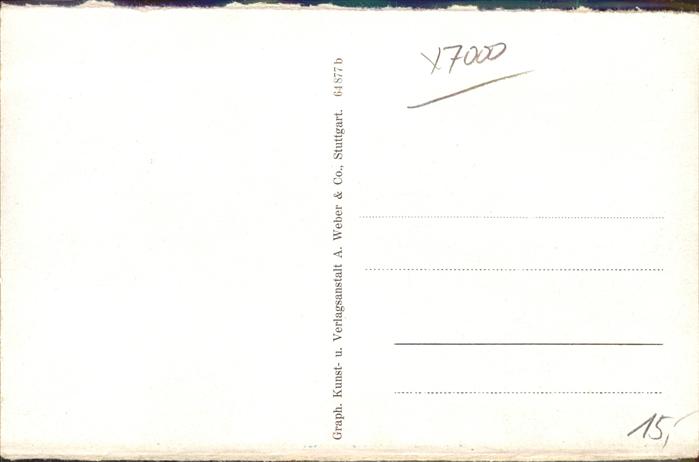 X7000
Graph. Kunst- u. Verlagsanstalt A. Weber & Co., Stuttgart. 64877b
15,